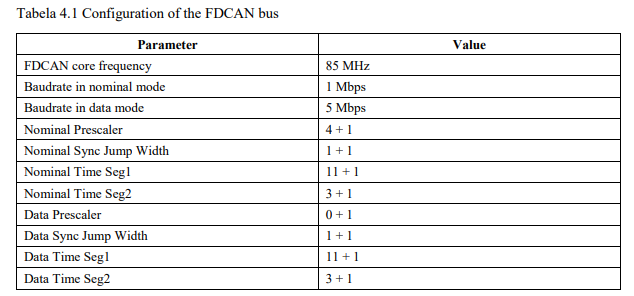 Tabela 4.1 Configuration of the FDCAN bus
Parameter Value
FDCAN core frequency 85 MHz
Baudrate in nominal mode 1 Mbps
Baudrate in data mode 5 Mbps
Nominal Prescaler 4 + 1
Nominal Sync Jump Width 1 + 1
Nominal Time Seg1 11 + 1
Nominal Time Seg2 3 + 1
Data Prescaler 0 + 1
Data Sync Jump Width 1 + 1
Data Time Seg1 11 + 1
Data Time Seg2 3 + 1